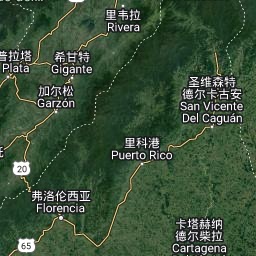 里韦拉
Rivera
普拉塔
Plata
希甘特
Gigante
加尔松
Garzón
圣维森特
德尔卡古安
San Vicente
Del Caguán
里科港
Puerto Rico
20
弗洛伦西亚
Florencia
卡塔赫纳
德尔柴拉
Cartagena
65